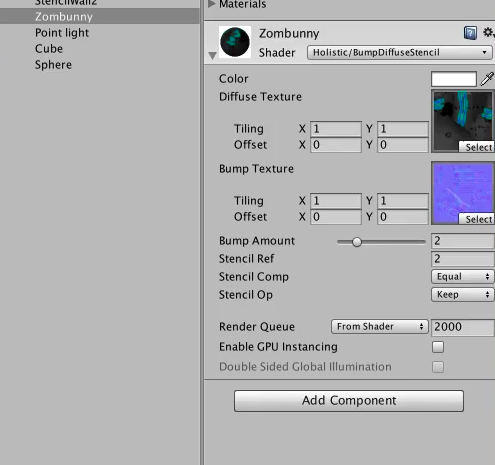 StencilWall2
Zombunny
Point light
Cube
Sphere
Materials
Zombunny
Shader Holistic/BumpDiffuseStencil
Color
Diffuse Texture
Tiling X 1 Y 1
Offset X 0 Y 0
Select
Bump Texture
Tiling X 1 Y 1
Offset X 0 Y 0
Select
Bump Amount 2
Stencil Ref 2
Stencil Comp Equal
Stencil Op Keep
Render Queue From Shader 2000
Enable GPU Instancing
Double Sided Global Illumination
Add Component